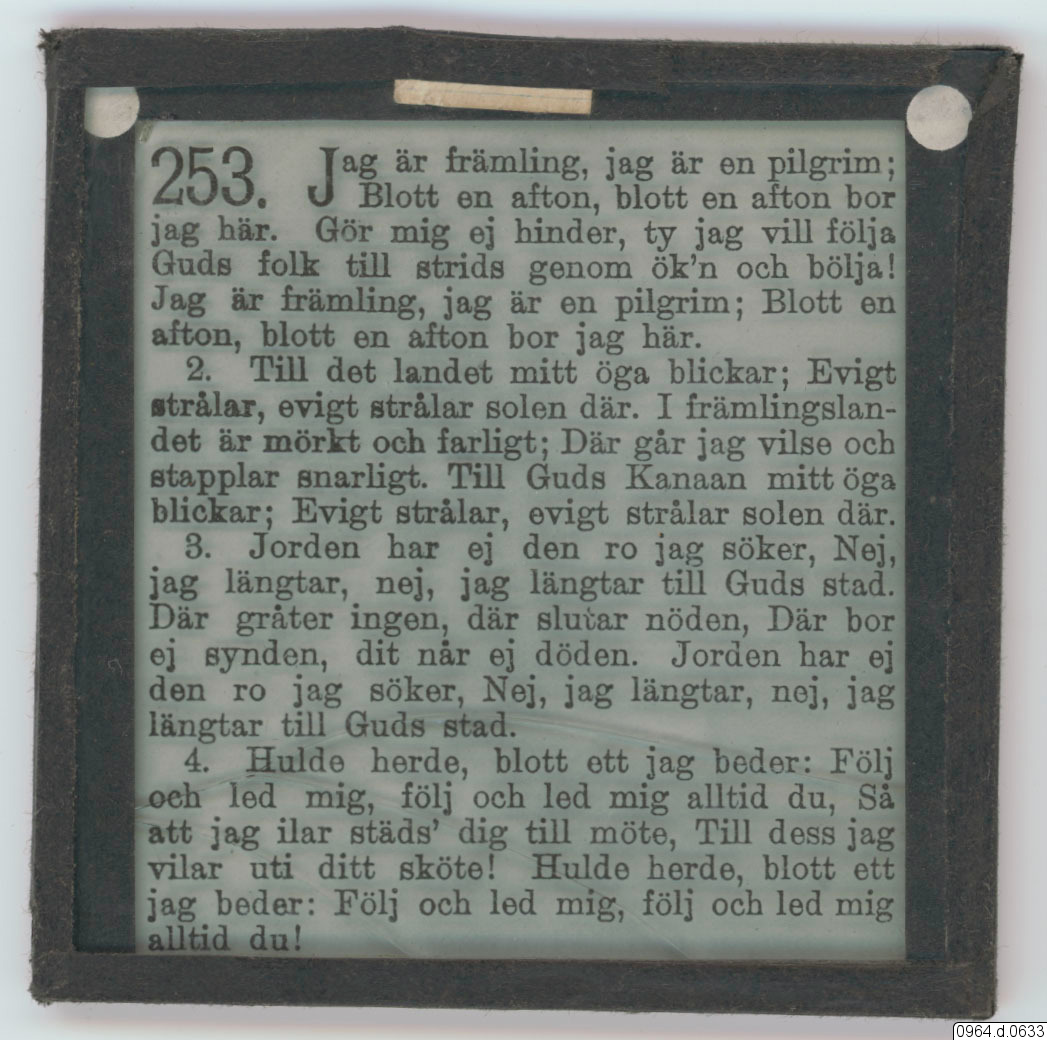 253. Jag är främling, jag är en pilgrim;
Blott en afton, blott en afton bor
jag här. Gör mig ej hinder, ty jag vill följa
Guds folk till strids genom ök'n och bölja!
Jag är främling, jag är en pilgrim; Blott en
afton, blott en afton bor jag här.
2. Till det landet mitt öga blickar; Evigt
strålar, evigt strålar solen där. I främlingslan-
det är mörkt och farligt; Där går jag vilse och
stapplar snarligt. Till Guds Kanaan mitt öga
blickar; Evigt strålar, evigt strålar solen där.
3. Jorden har ej den ro jag söker, Nej,
jag längtar, nej, jag längtar till Guds stad.
Där gråter ingen, där slutar nöden, Där bor
ej synden, dit når ej döden. Jorden har ej
den ro jag söker, Nej, jag längtar, nej, jag
längtar till Guds stad.
4. Hulde herde, blott ett jag beder: Följ
och led mig, följ och led mig alltid du, Så
att jag ilar städs' dig till möte, Till dess jag
vilar uti ditt sköte! Hulde herde, blott ett
jag beder: Följ och led mig, följ och led mig
alltid du!
0964.d.0633